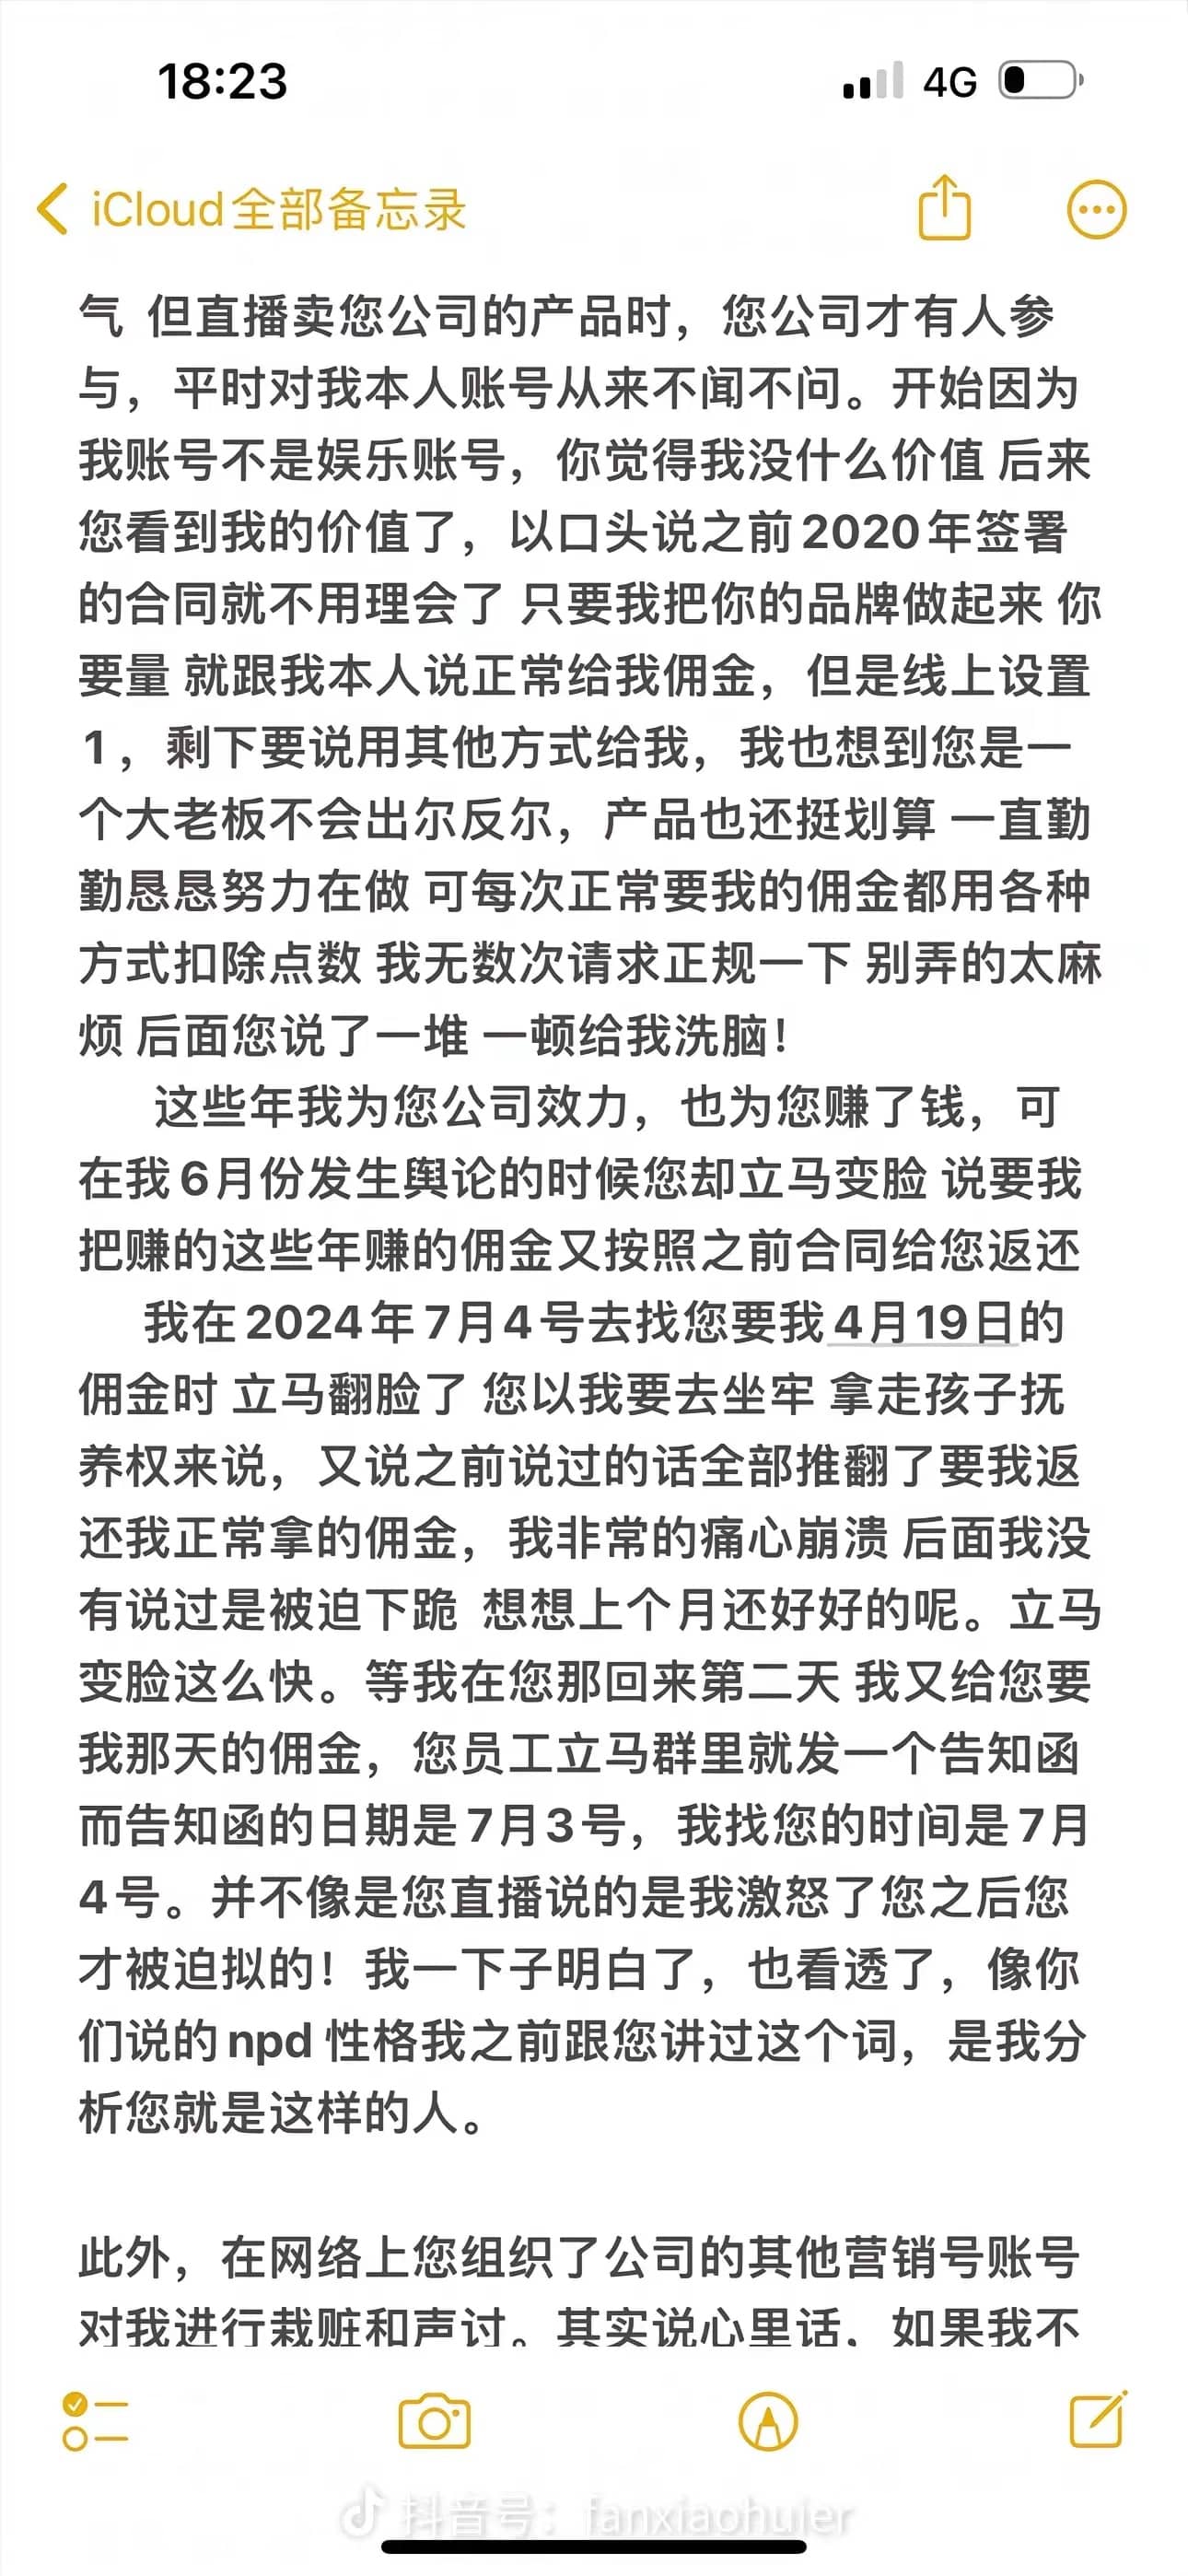 18:23
4G
iCloud全部备忘录
气 但直播卖您公司的产品时，您公司才有人参
与，平时对我本人账号从来不闻不问。开始因为
我账号不是娱乐账号，你觉得我没什么价值 后来
您看到我的价值了，以口头说之前2020年签署
的合同就不用理会了 只要我把你的品牌做起来 你
要量 就跟我本人说正常给我佣金，但是线上设置
1，剩下要说用其他方式给我，我也想到您是一
个大老板不会出尔反尔，产品也还挺划算 一直勤
勤恳恳努力在做 可每次正常要我的佣金都用各种
方式扣除点数 我无数次请求正规一下 别弄的太麻
烦 后面您说了一堆 一顿给我洗脑！
这些年我为您公司效力，也为您赚了钱，可
在我6月份发生舆论的时候您却立马变脸 说要我
把赚的这些年赚的佣金又按照之前合同给您返还
我在2024年7月4号去找您要我4月19日的
佣金时 立马翻脸了 您以我要去坐牢 拿走孩子抚
养权来说，又说之前说过的话全部推翻了要我返
还我正常拿的佣金，我非常的痛心崩溃 后面我没
有说过是被迫下跪 想想上个月还好好的呢。立马
变脸这么快。等我在您那回来第二天 我又给您要
我那天的佣金，您员工立马群里就发一个告知函
而告知函的日期是7月3号，我找您的时间是7月
4号。并不像是您直播说的是我激怒了您之后您
才被迫拟的！我一下子明白了，也看透了，像你
们说的npd 性格我之前跟您讲过这个词，是我分
析您就是这样的人。
此外，在网络上您组织了公司的其他营销号账号
对我进行栽赃和声讨。其实说心里话，如果我不
抖音号：fanxiaohuier